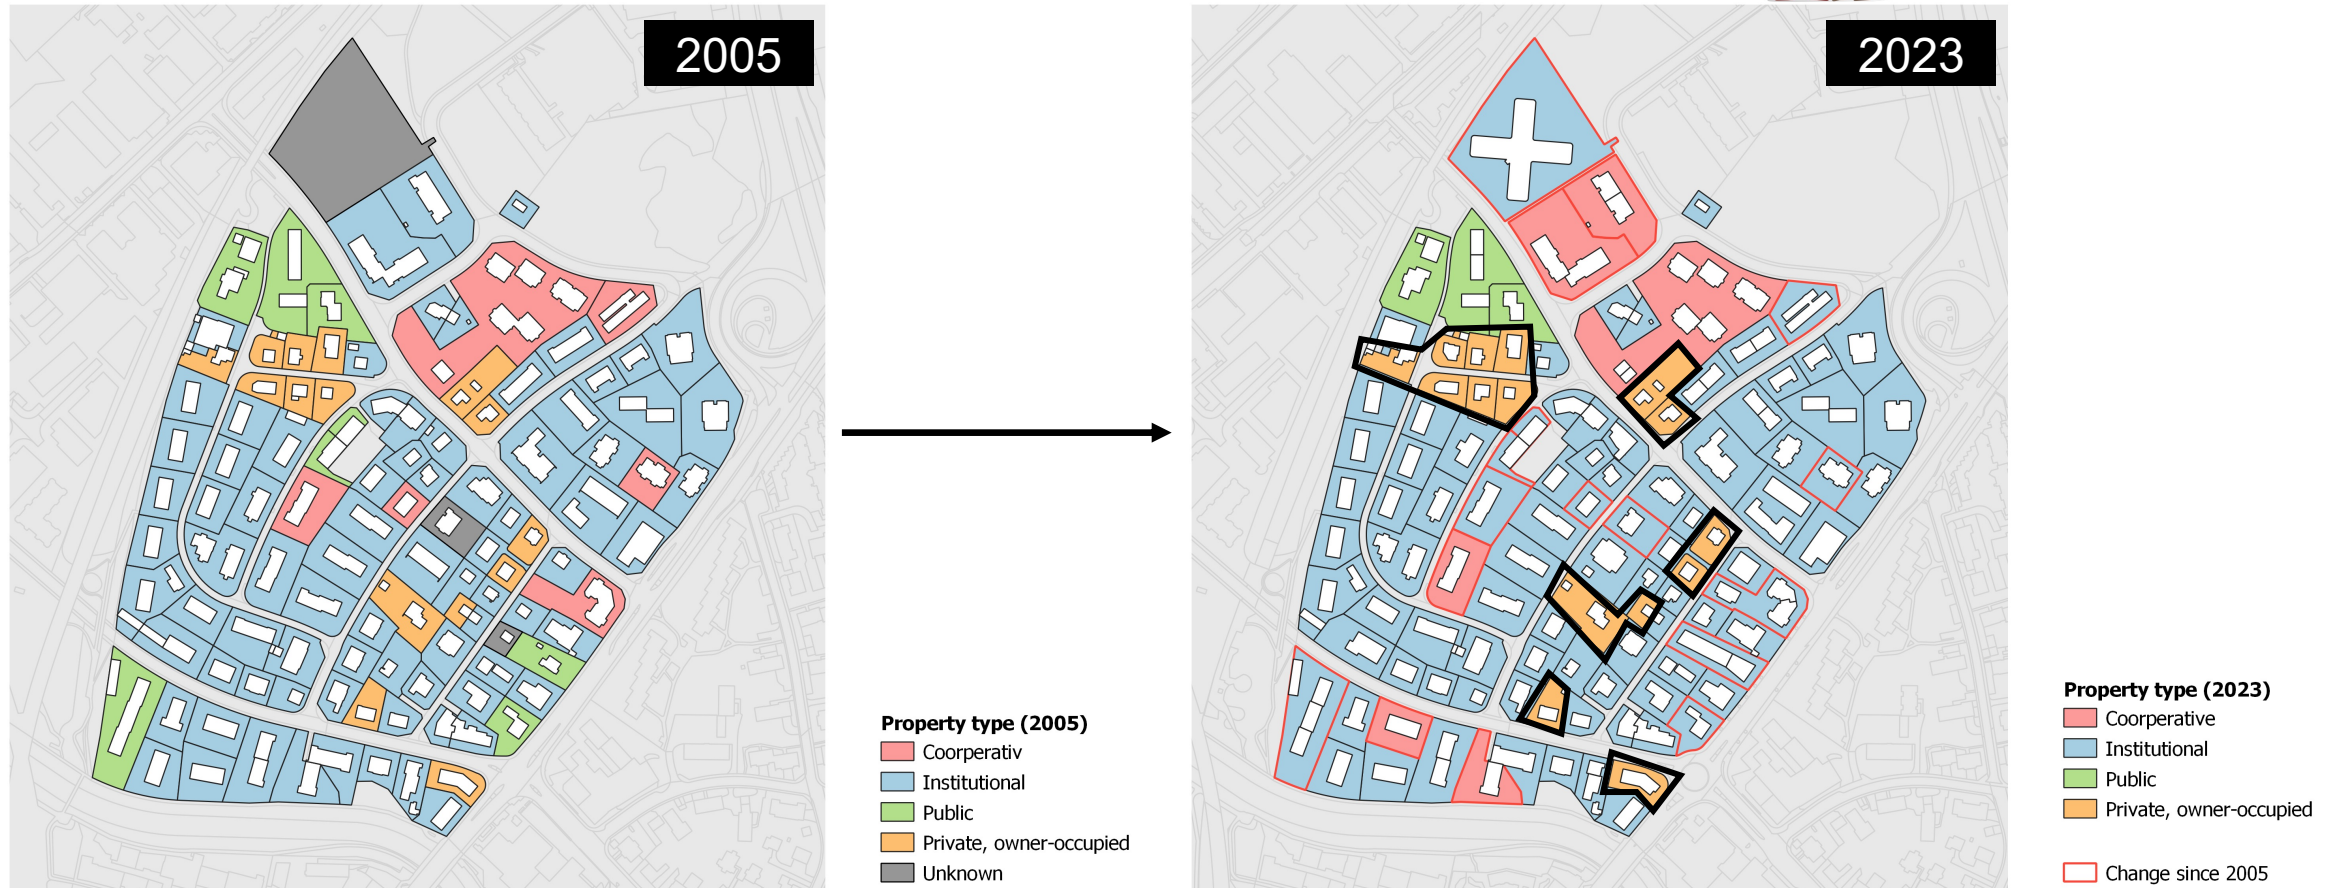 2005
2023
Property type (2005)
Coorperativ
Institutional
Public
Private, owner-occupied
Unknown
Property type (2023)
Coorperative
Institutional
Public
Private, owner-occupied
Change since 2005